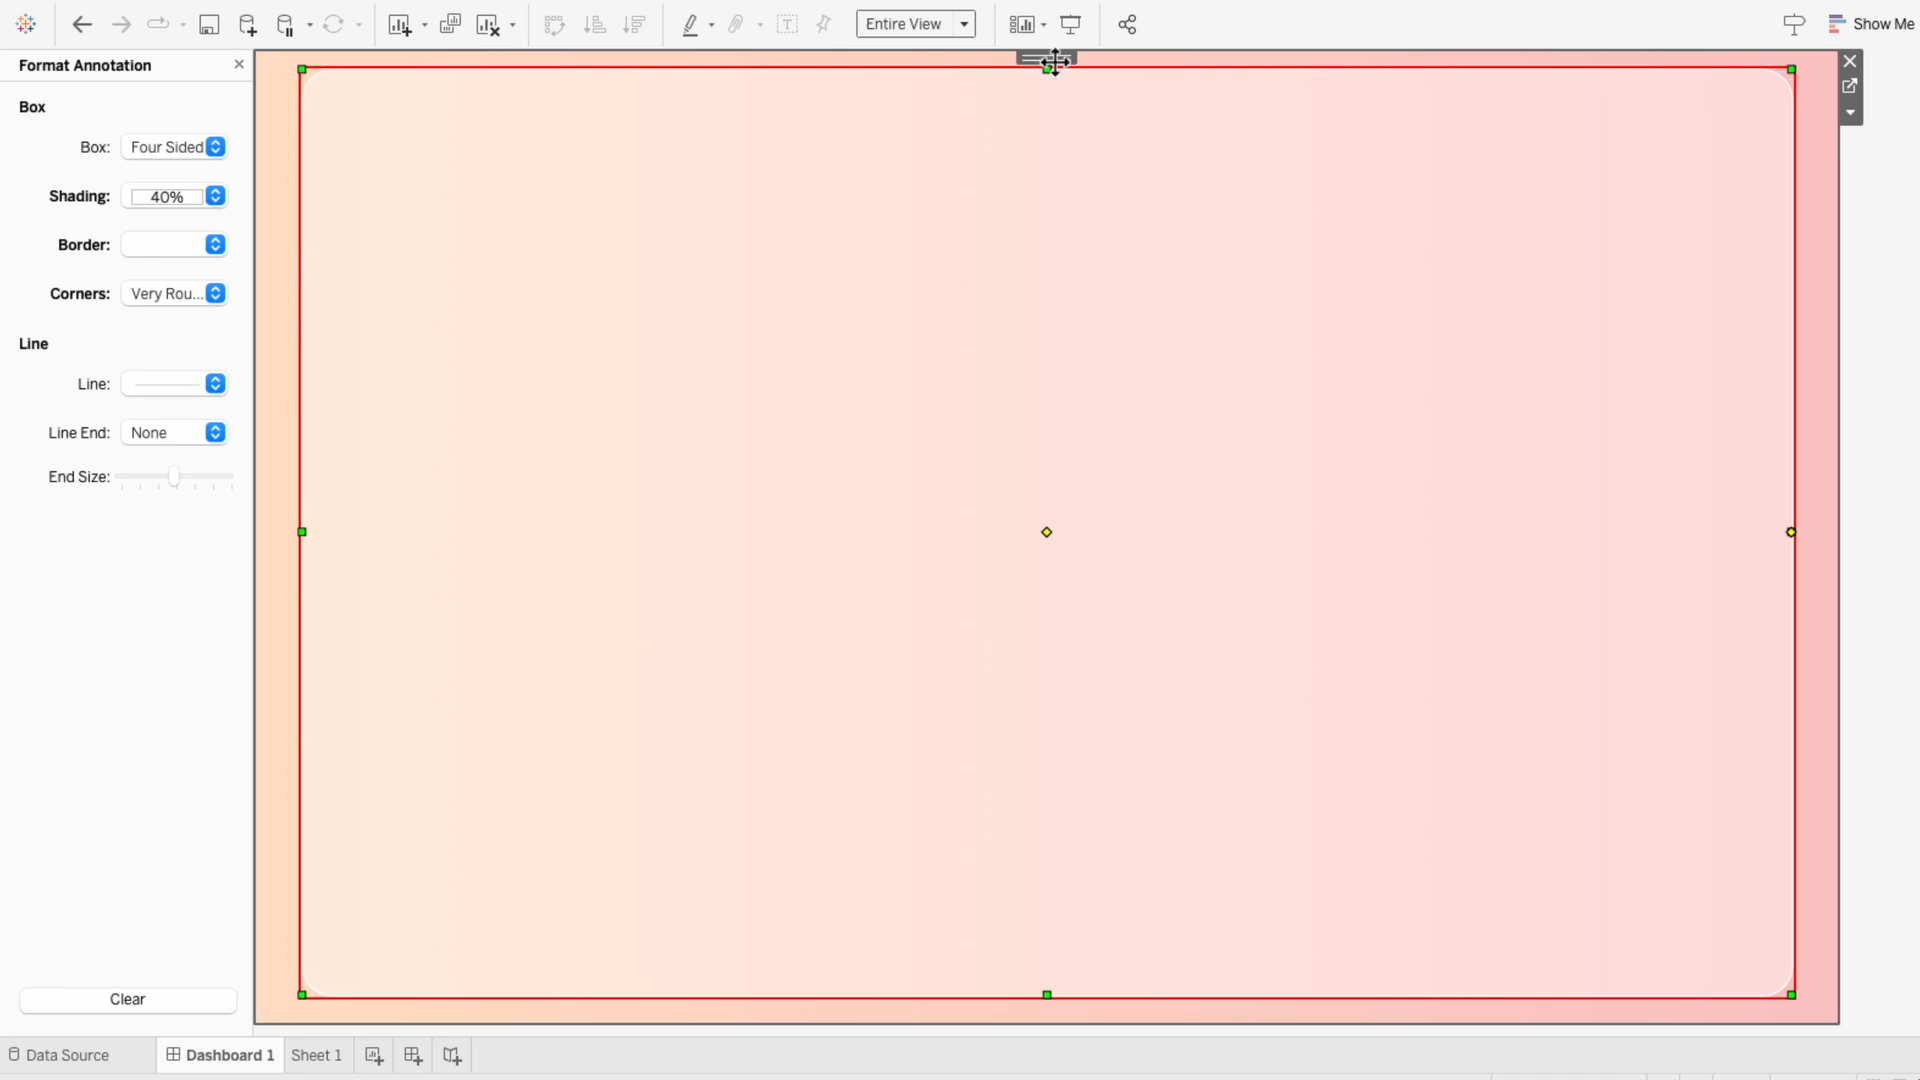 Entire View
Show Me
Format Annotation
Box
Box: Four Sided
Shading: 40%
Border:
Corners: Very Rou...
Line
Line:
Line End: None
End Size:
Clear
Data Source
Dashboard 1
Sheet 1